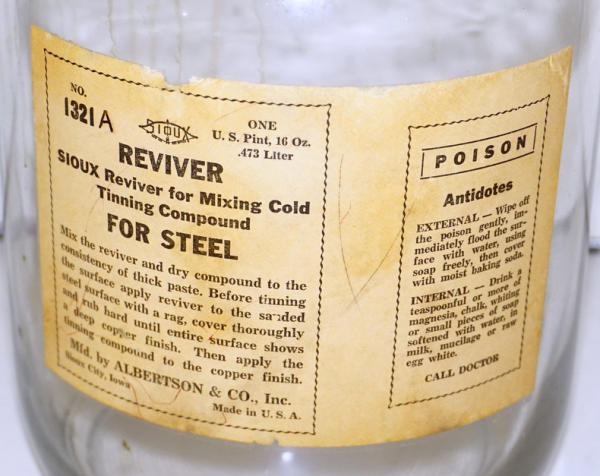 NO.
1321 A
SIOUX
ONE
U. S. Pint, 16 Oz.
.473 Liter
REVIVER
SIOUX Reviver for Mixing Cold
Tinning Compound
FOR STEEL
Mix the reviver and dry compound to the
consistency of thick paste. Before tinning
the surface apply reviver to the sanded
steel surface with a rag, cover thoroughly
and rub hard until entire surface shows
a deep copper finish. Then apply the
tinning compound to the copper finish.
Mfd. by ALBERTSON & CO., Inc.
Sioux City, Iowa
Made in U. S. A.
POISON
Antidotes
EXTERNAL — Wipe off
the poison gently, im-
mediately flood the sur-
face with water, using
soap freely, then cover
with moist baking soda.
INTERNAL — Drink a
teaspoonful or more of
magnesia, chalk, whiting
or small pieces of soap
softened with water, in
milk, mucilage or raw
egg white.
CALL DOCTOR